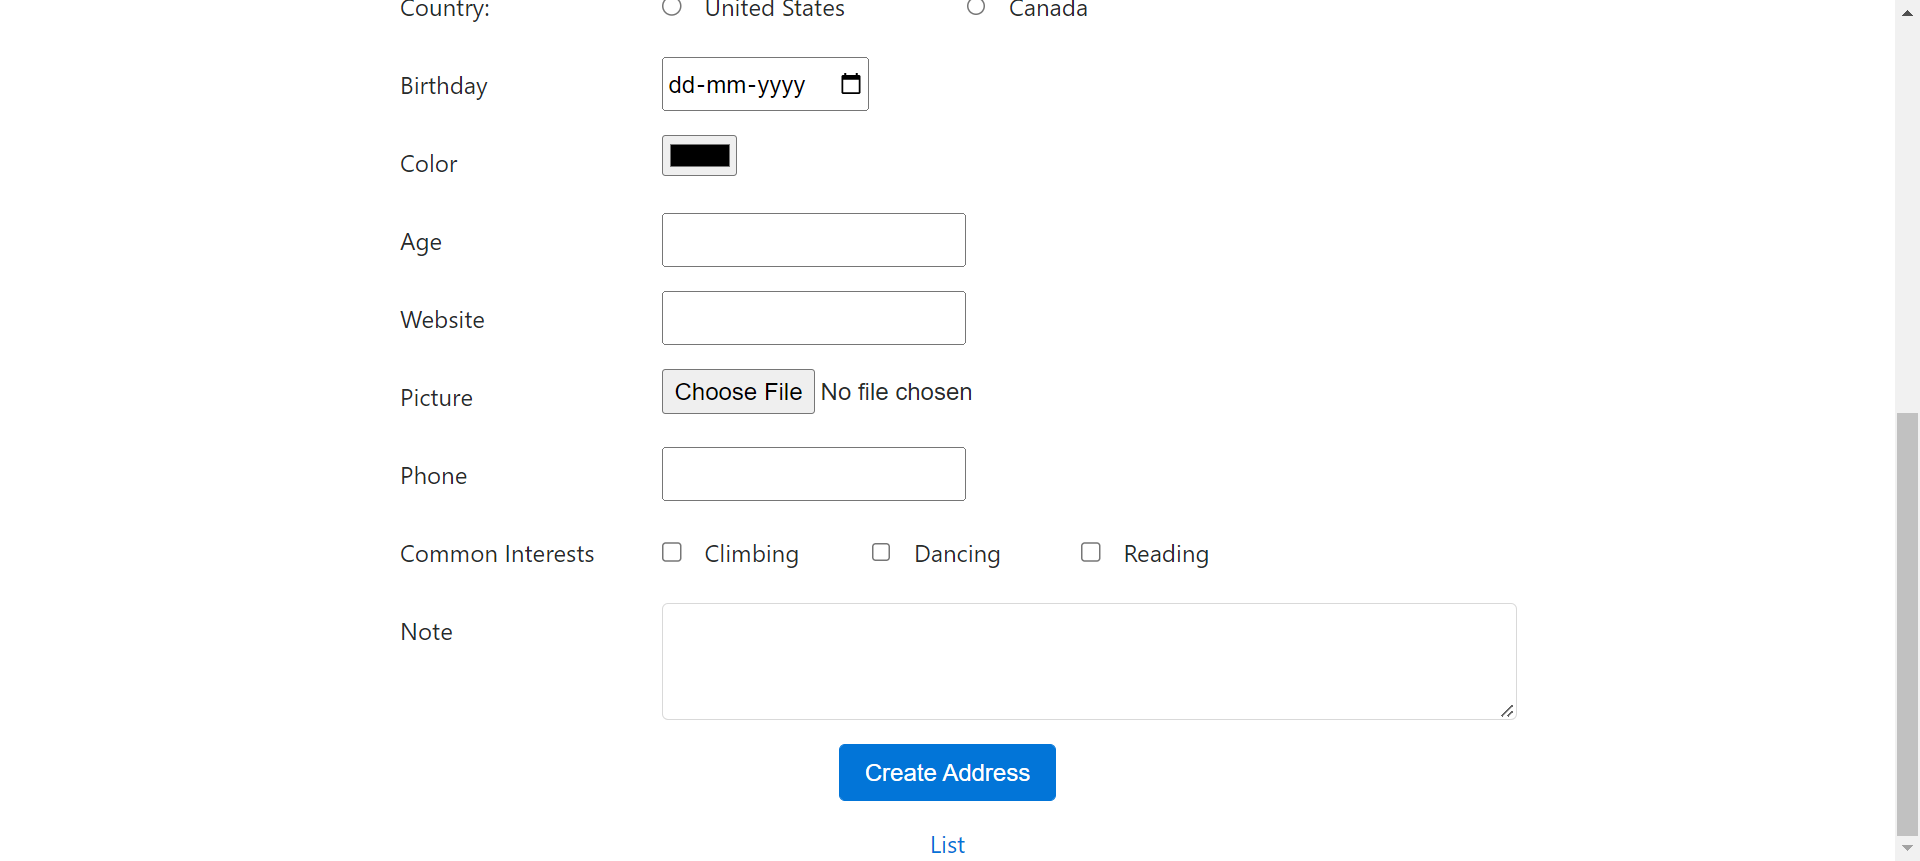 Country: United States Canada
Birthday dd-mm-yyyy
Color
Age
Website
Picture Choose File No file chosen
Phone
Common Interests Climbing Dancing Reading
Note
Create Address
List